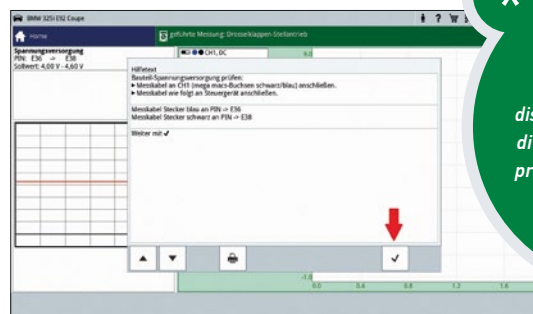 BMW 325i E92 Coupe
Home
geführte Messung: Drosselklappen-Stellantrieb
Spannungsversorgung
PIN: E36 -> E38
Sollwert: 4,00 V - 4,60 V
CH1, DC
Hilfetext
Bauteil-Spannungsversorgung prüfen:
▸ Messkabel an CH1 (mega macs-Buchsen schwarz/blau) anschließen.
▸ Messkabel wie folgt an Steuergerät anschließen.
Messkabel Stecker blau an PIN -> E36
Messkabel Stecker schwarz an PIN -> E38
Weiter mit ✓
0.0 0.4 0.8 1.2 1.6
*
dis
di
pr